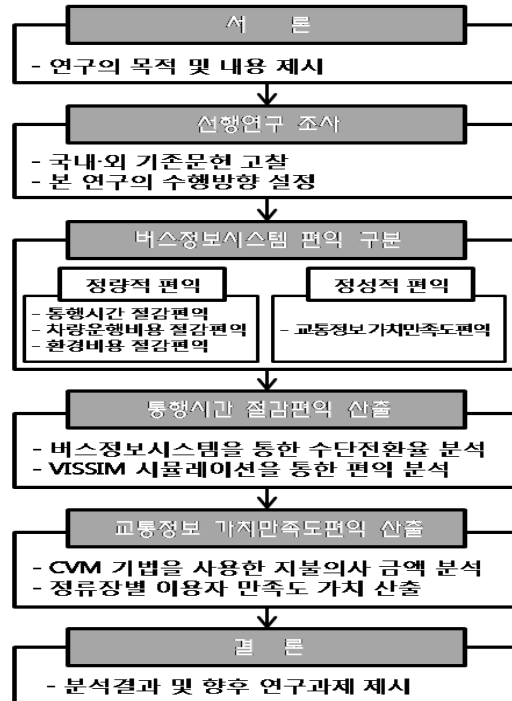 서 론
- 연구의 목적 및 내용 제시
선행연구 조사
- 국내·외 기존문헌 고찰
- 본 연구의 수행방향 설정
버스정보시스템 편익 구분
정량적 편익
- 통행시간 절감편익
- 차량운행비용 절감편익
- 환경비용 절감편익
정성적 편익
- 교통정보 가치만족도편익
통행시간 절감편익 산출
- 버스정보시스템을 통한 수단전환율 분석
- VISSIM 시뮬레이션을 통한 편익 분석
교통정보 가치만족도편익 산출
- CVM 기법을 사용한 지불의사 금액 분석
- 정류장별 이용자 만족도 가치 산출
결 론
- 분석결과 및 향후 연구과제 제시